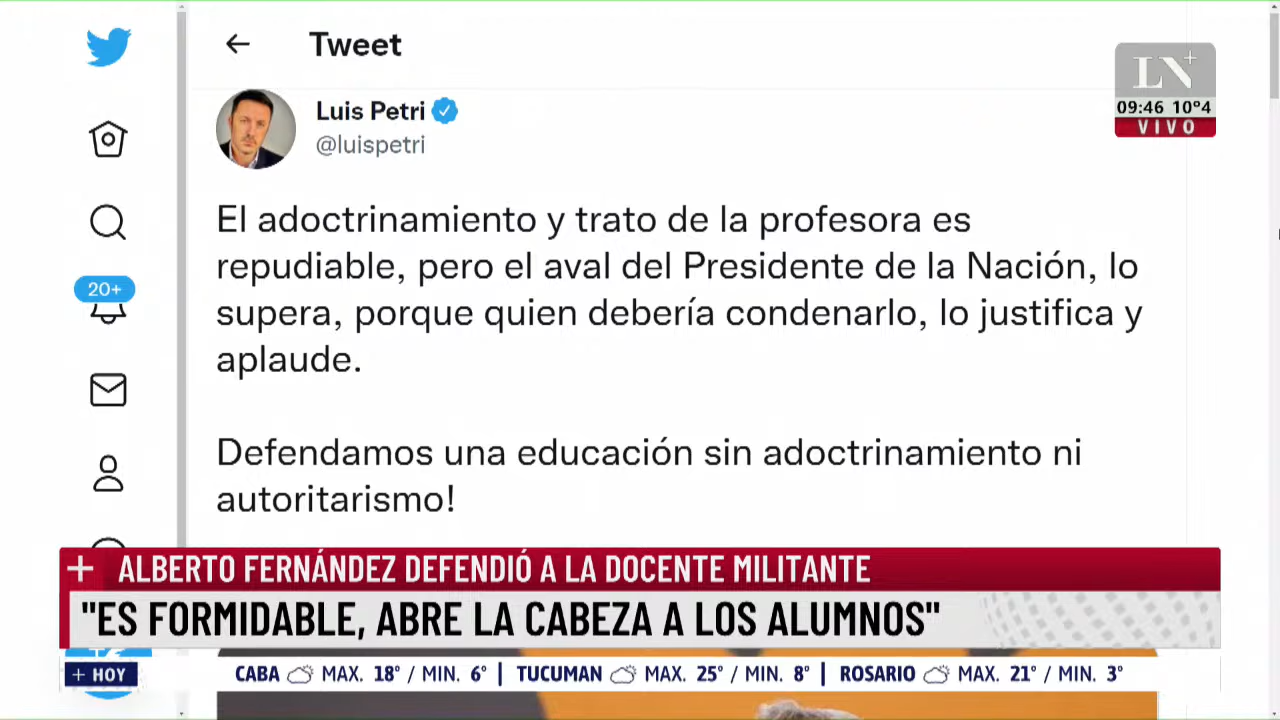 Tweet
LN+
09:46 10°4
VIVO
Luis Petri
@luispetri
El adoctrinamiento y trato de la profesora es
repudiable, pero el aval del Presidente de la Nación, lo
supera, porque quien debería condenarlo, lo justifica y
aplaude.
20+
Defendamos una educación sin adoctrinamiento ni
autoritarismo!
+ ALBERTO FERNÁNDEZ DEFENDIÓ A LA DOCENTE MILITANTE
"ES FORMIDABLE, ABRE LA CABEZA A LOS ALUMNOS"
+ HOY CABA MAX. 18° / MIN. 6° | TUCUMAN MAX. 25° / MIN. 8° | ROSARIO MAX. 21° / MIN. 3°